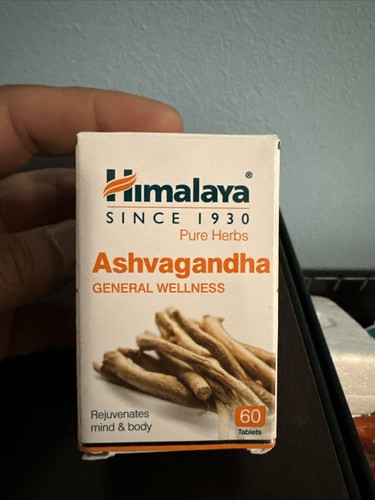 Himalaya®
SINCE 1930
Pure Herbs
Ashvagandha
GENERAL WELLNESS
Rejuvenates
mind & body
60
Tablets